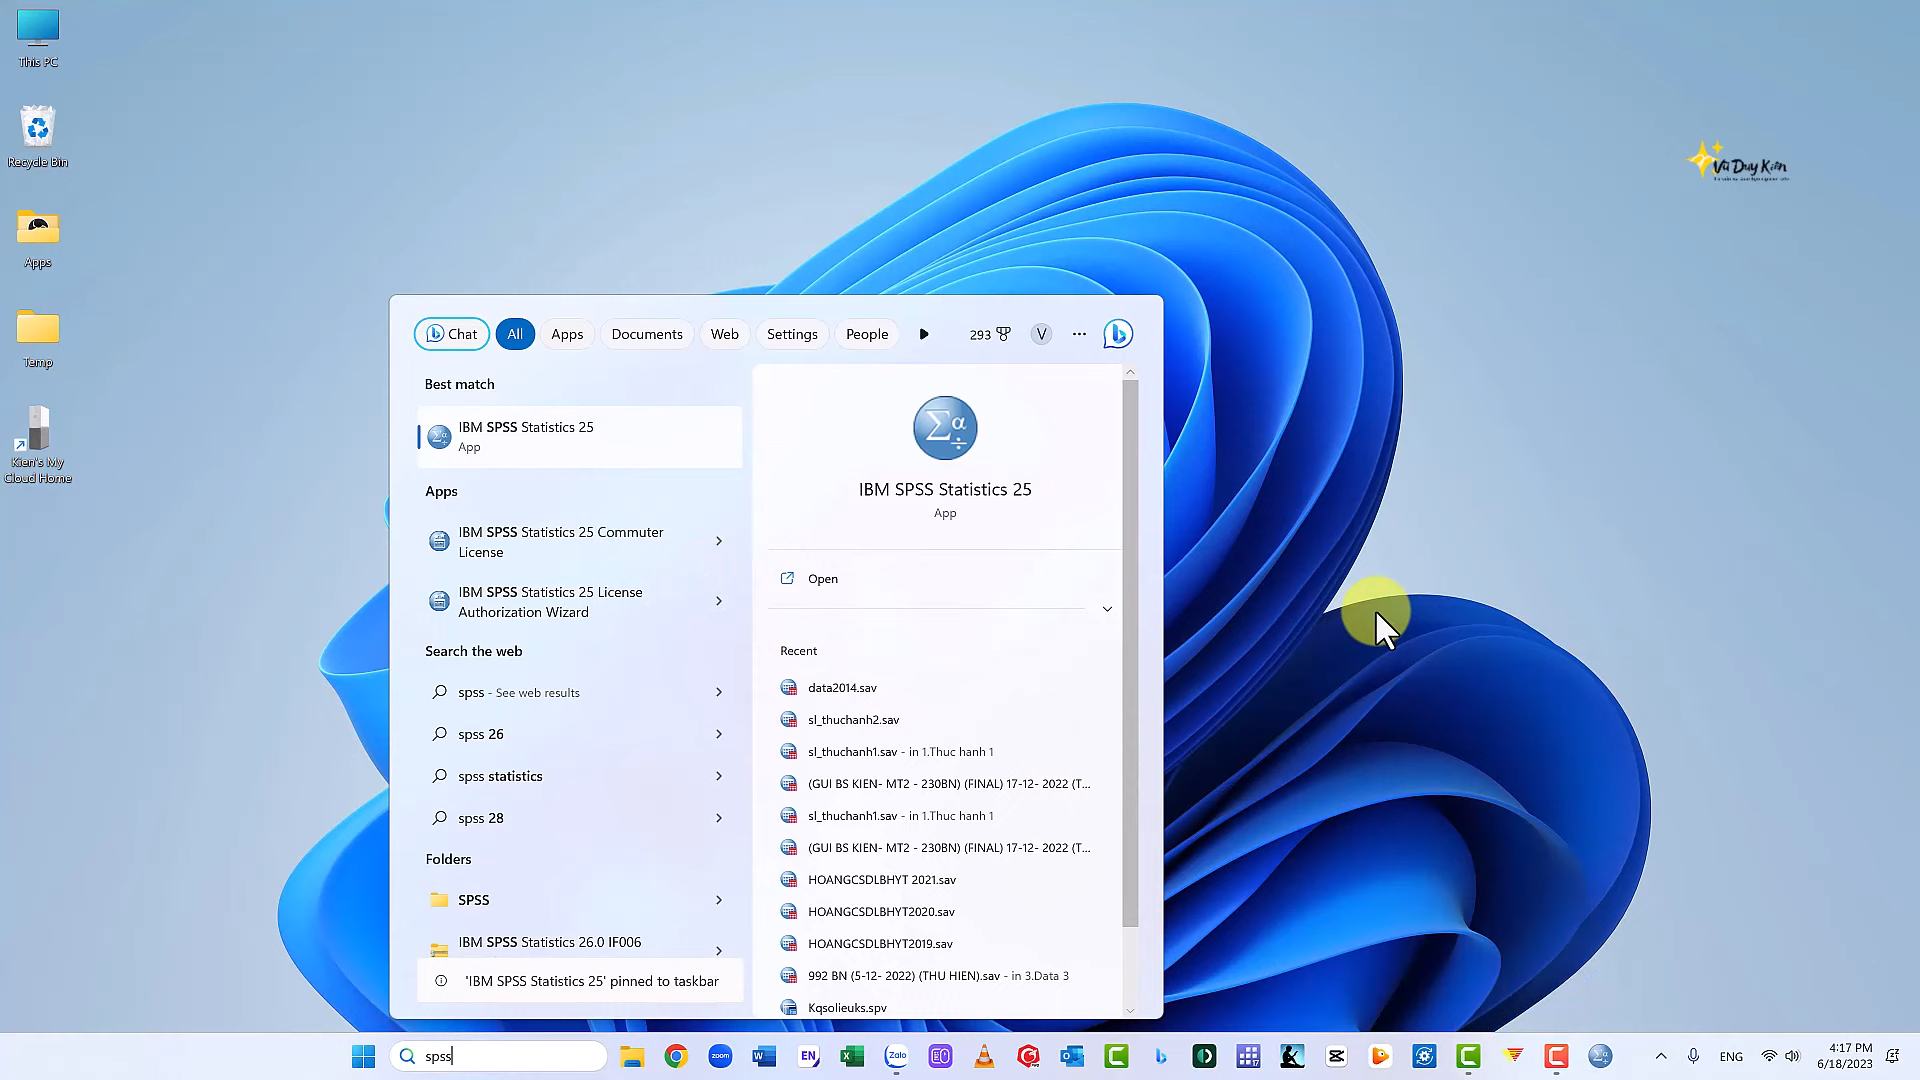 This PC
Recycle Bin
Apps
Temp
Kien's My
Cloud Home
Vũ Duy Kiên
Chat
All
Apps
Documents
Web
Settings
People
293
V
Best match
IBM SPSS Statistics 25
App
Apps
IBM SPSS Statistics 25 Commuter
License
IBM SPSS Statistics 25 License
Authorization Wizard
Search the web
spss - See web results
spss 26
spss statistics
spss 28
Folders
SPSS
IBM SPSS Statistics 26.0 IF006
'IBM SPSS Statistics 25' pinned to taskbar
IBM SPSS Statistics 25
App
Open
Recent
data2014.sav
sl_thuchanh2.sav
sl_thuchanh1.sav - in 1.Thuc hanh 1
(GUI BS KIEN- MT2 - 230BN) (FINAL) 17-12- 2022 (T...
sl_thuchanh1.sav - in 1.Thuc hanh 1
(GUI BS KIEN- MT2 - 230BN) (FINAL) 17-12- 2022 (T...
HOANGCSDLBHYT 2021.sav
HOANGCSDLBHYT2020.sav
HOANGCSDLBHYT2019.sav
992 BN (5-12- 2022) (THU HIEN).sav - in 3.Data 3
Kqsolieuks.spv
spss
zoom
EN
Zalo
17
ENG
4:17 PM
6/18/2023